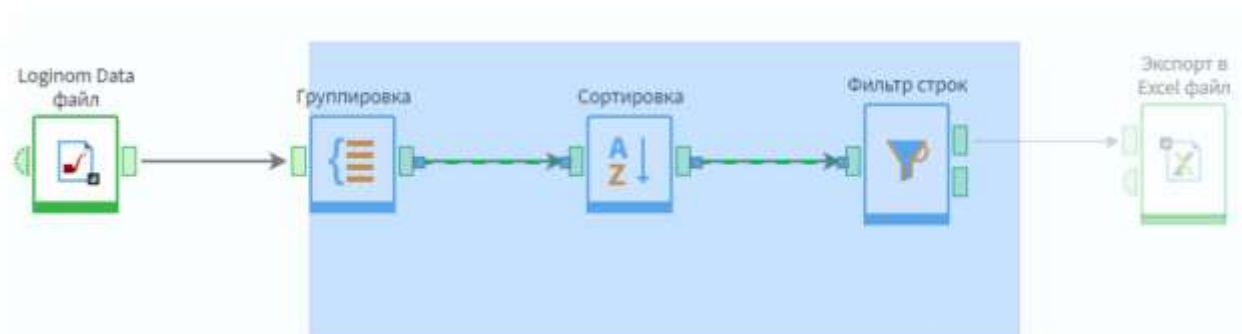 Loginom Data
файл
Группировка
Сортировка
Фильтр строк
Экспорт в
Excel файл
A
Z